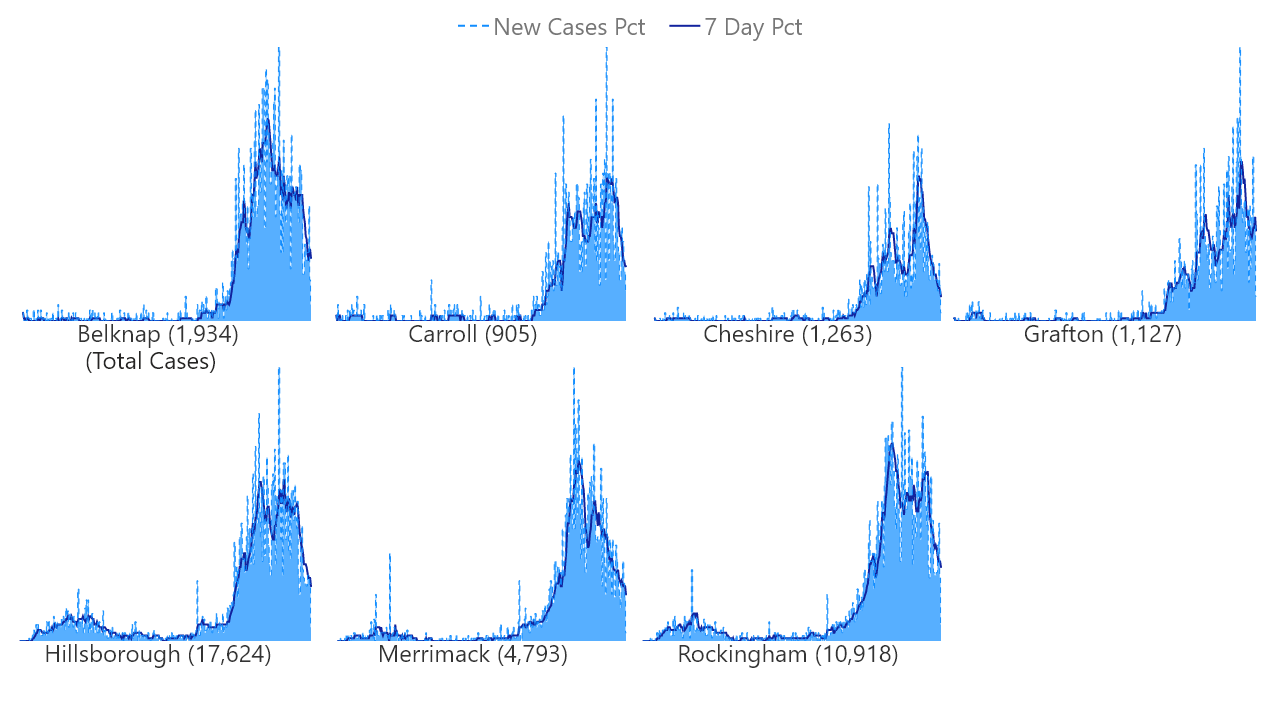 New Cases Pct 7 Day Pct
Belknap (1,934) Carroll (905) Cheshire (1,263) Grafton (1,127)
(Total Cases)
Hillsborough (17,624) Merrimack (4,793) Rockingham (10,918)